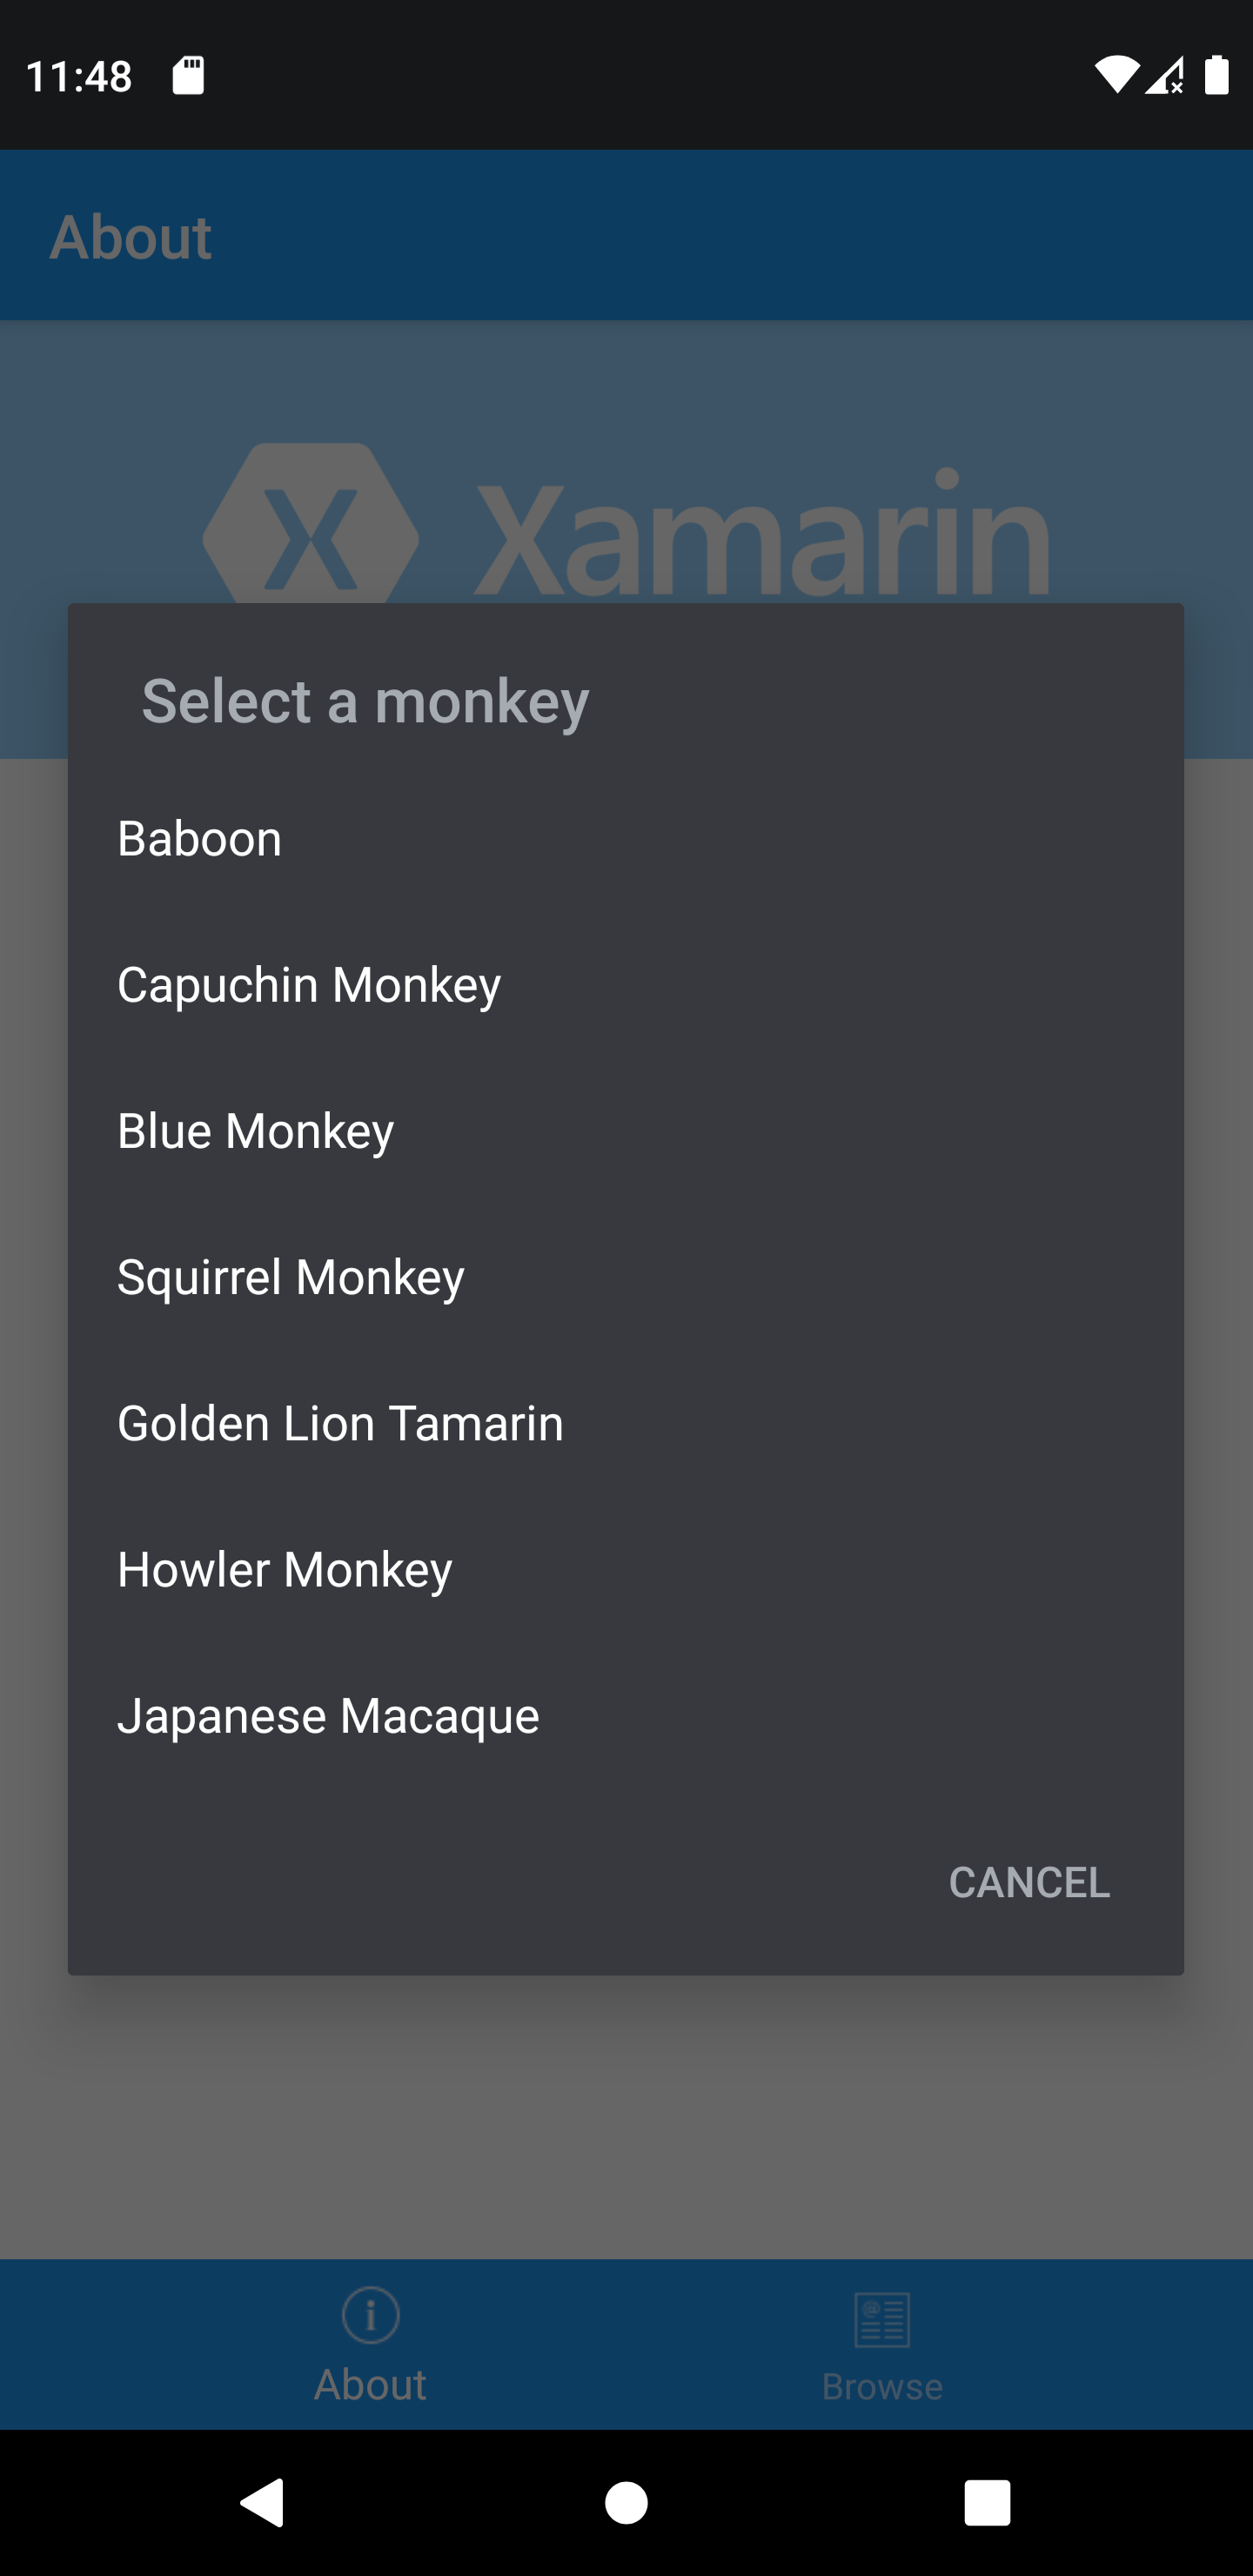 11:48
About
Xamarin
Select a monkey
Baboon
Capuchin Monkey
Blue Monkey
Squirrel Monkey
Golden Lion Tamarin
Howler Monkey
Japanese Macaque
CANCEL
About
Browse